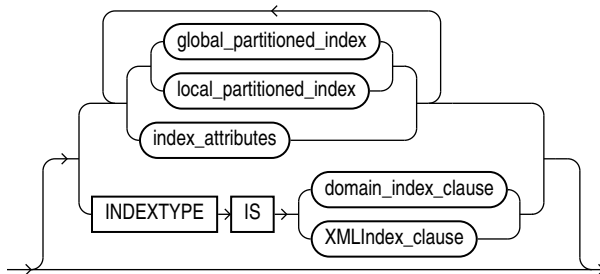 global_partitioned_index
local_partitioned_index
index_attributes
domain_index_clause
INDEXTYPE IS
XMLIndex_clause